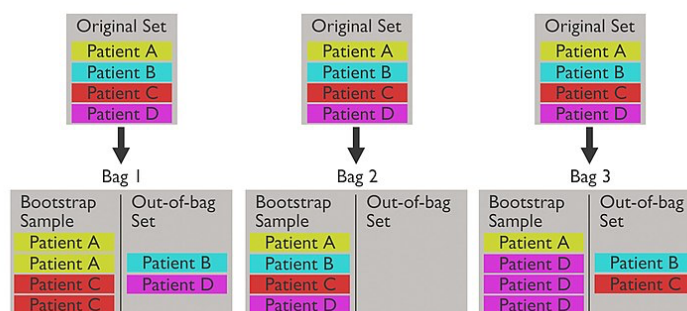 Original Set
Patient A
Patient B
Patient C
Patient D
Original Set
Patient A
Patient B
Patient C
Patient D
Original Set
Patient A
Patient B
Patient C
Patient D
Bag 1
Bootstrap
Sample
Patient A
Patient A
Patient C
Patient C
Out-of-bag
Set
Patient B
Patient D
Bag 2
Bootstrap
Sample
Patient A
Patient B
Patient C
Patient D
Out-of-bag
Set
Bag 3
Bootstrap
Sample
Patient A
Patient D
Patient D
Patient D
Out-of-bag
Set
Patient B
Patient C